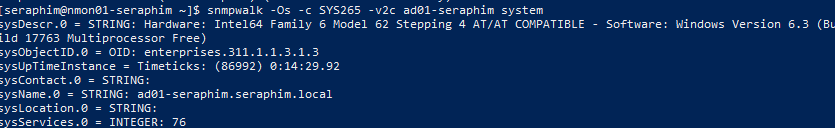 [seraphim@nmon01-seraphim ~]$ snmpwalk -Os -c SYS265 -v2c ad01-seraphim system
sysDescr.0 = STRING: Hardware: Intel64 Family 6 Model 62 Stepping 4 AT/AT COMPATIBLE - Software: Windows Version 6.3 (Bu
ild 17763 Multiprocessor Free)
sysObjectID.0 = OID: enterprises.311.1.1.3.1.3
sysUpTimeInstance = Timeticks: (86992) 0:14:29.92
sysContact.0 = STRING:
sysName.0 = STRING: ad01-seraphim.seraphim.local
sysLocation.0 = STRING:
sysServices.0 = INTEGER: 76